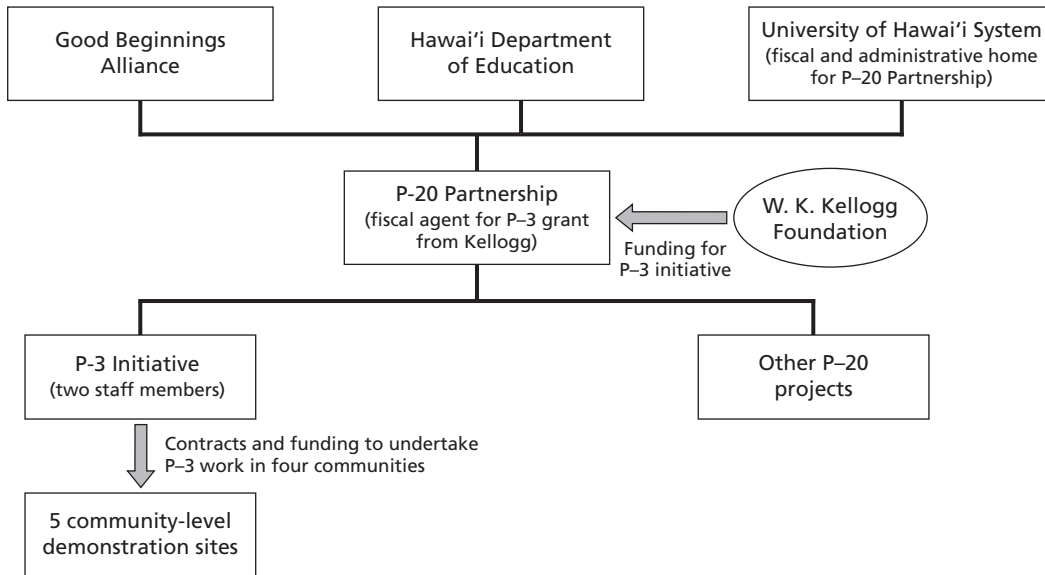 Good Beginnings
Alliance
Hawai‘i Department
of Education
University of Hawai‘i System
(fiscal and administrative home
for P–20 Partnership)
P-20 Partnership
(fiscal agent for P–3 grant
from Kellogg)
W. K. Kellogg
Foundation
Funding for
P–3 initiative
P-3 Initiative
(two staff members)
Other P–20
projects
Contracts and funding to undertake
P–3 work in four communities
5 community-level
demonstration sites